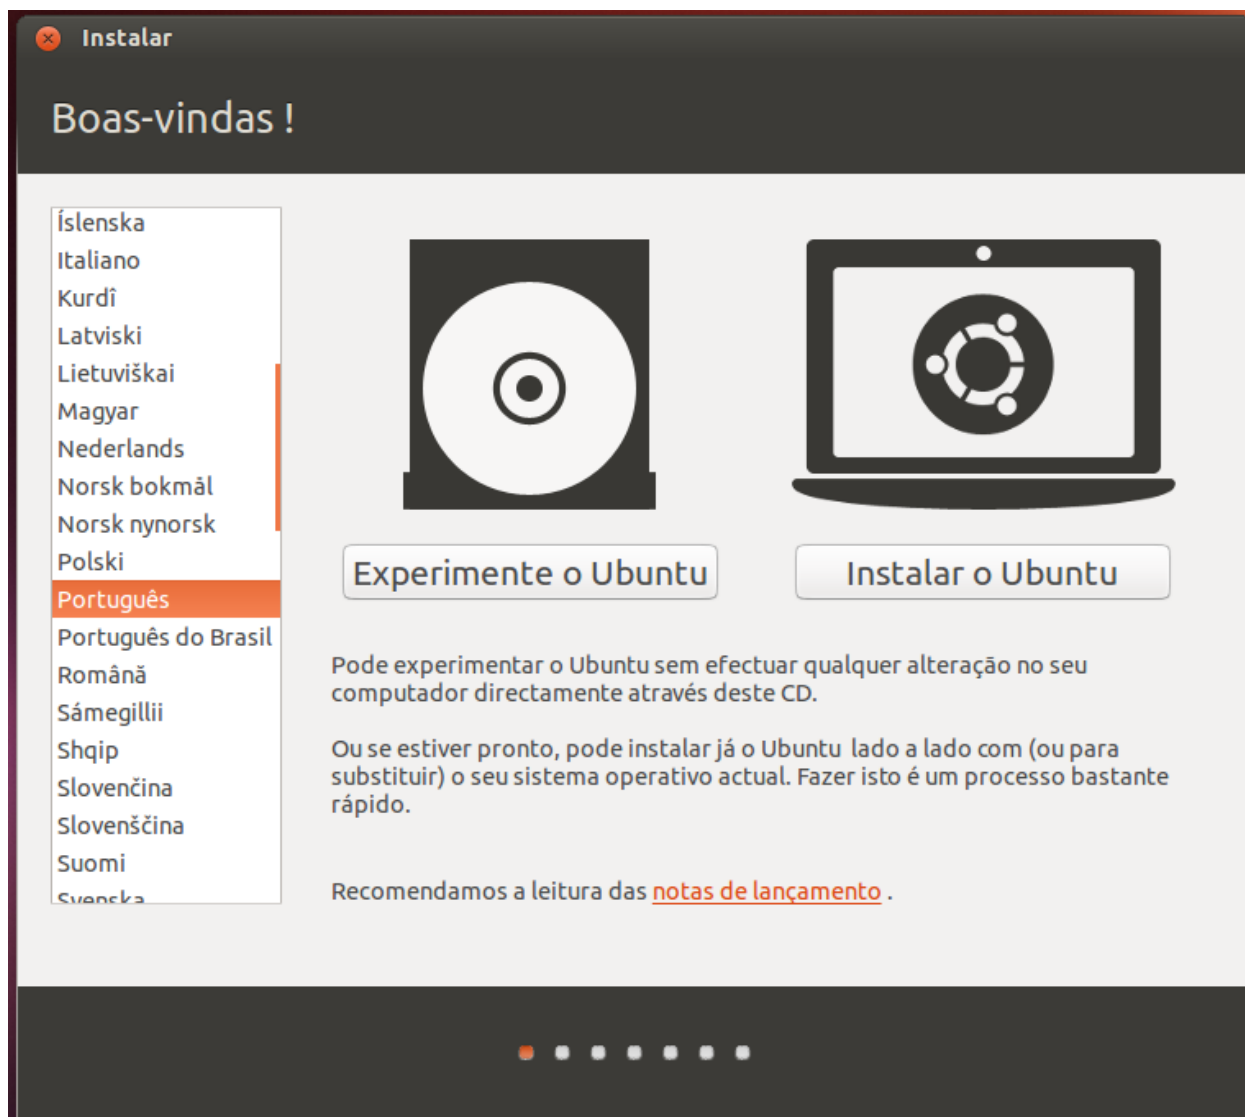 Instalar
Boas-vindas !
Íslenska
Italiano
Kurdî
Latviski
Lietuviškai
Magyar
Nederlands
Norsk bokmål
Norsk nynorsk
Polski
Português
Português do Brasil
Română
Sámegillii
Shqip
Slovenčina
Slovenščina
Suomi
Svenska
Experimente o Ubuntu
Instalar o Ubuntu
Pode experimentar o Ubuntu sem efectuar qualquer alteração no seu
computador directamente através deste CD.
Ou se estiver pronto, pode instalar já o Ubuntu lado a lado com (ou para
substituir) o seu sistema operativo actual. Fazer isto é um processo bastante
rápido.
Recomendamos a leitura das notas de lançamento .